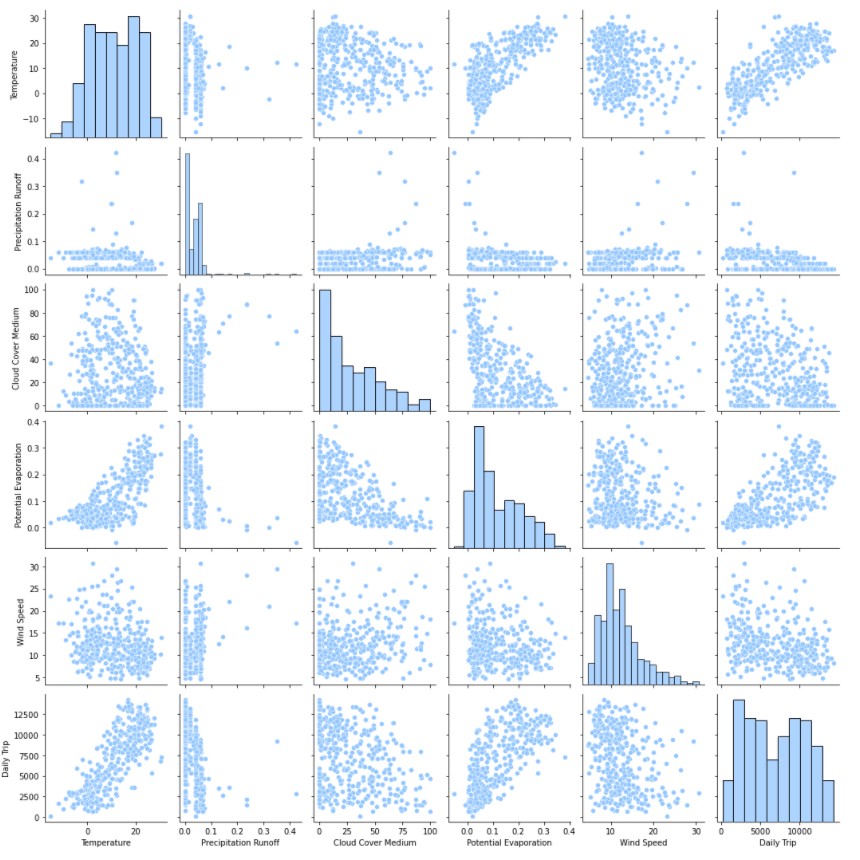 Temperature
30
20
10
0
−10
Precipitation Runoff
0.4
0.3
0.2
0.1
0.0
Cloud Cover Medium
100
80
60
40
20
0
Potential Evaporation
0.4
0.3
0.2
0.1
0.0
Wind Speed
30
25
20
15
10
5
Daily Trip
12500
10000
7500
5000
2500
0
0 20
Temperature
0.0 0.1 0.2 0.3 0.4
Precipitation Runoff
0 25 50 75 100
Cloud Cover Medium
0.0 0.2 0.4
Potential Evaporation
10 20 30
Wind Speed
0 5000 10000
Daily Trip